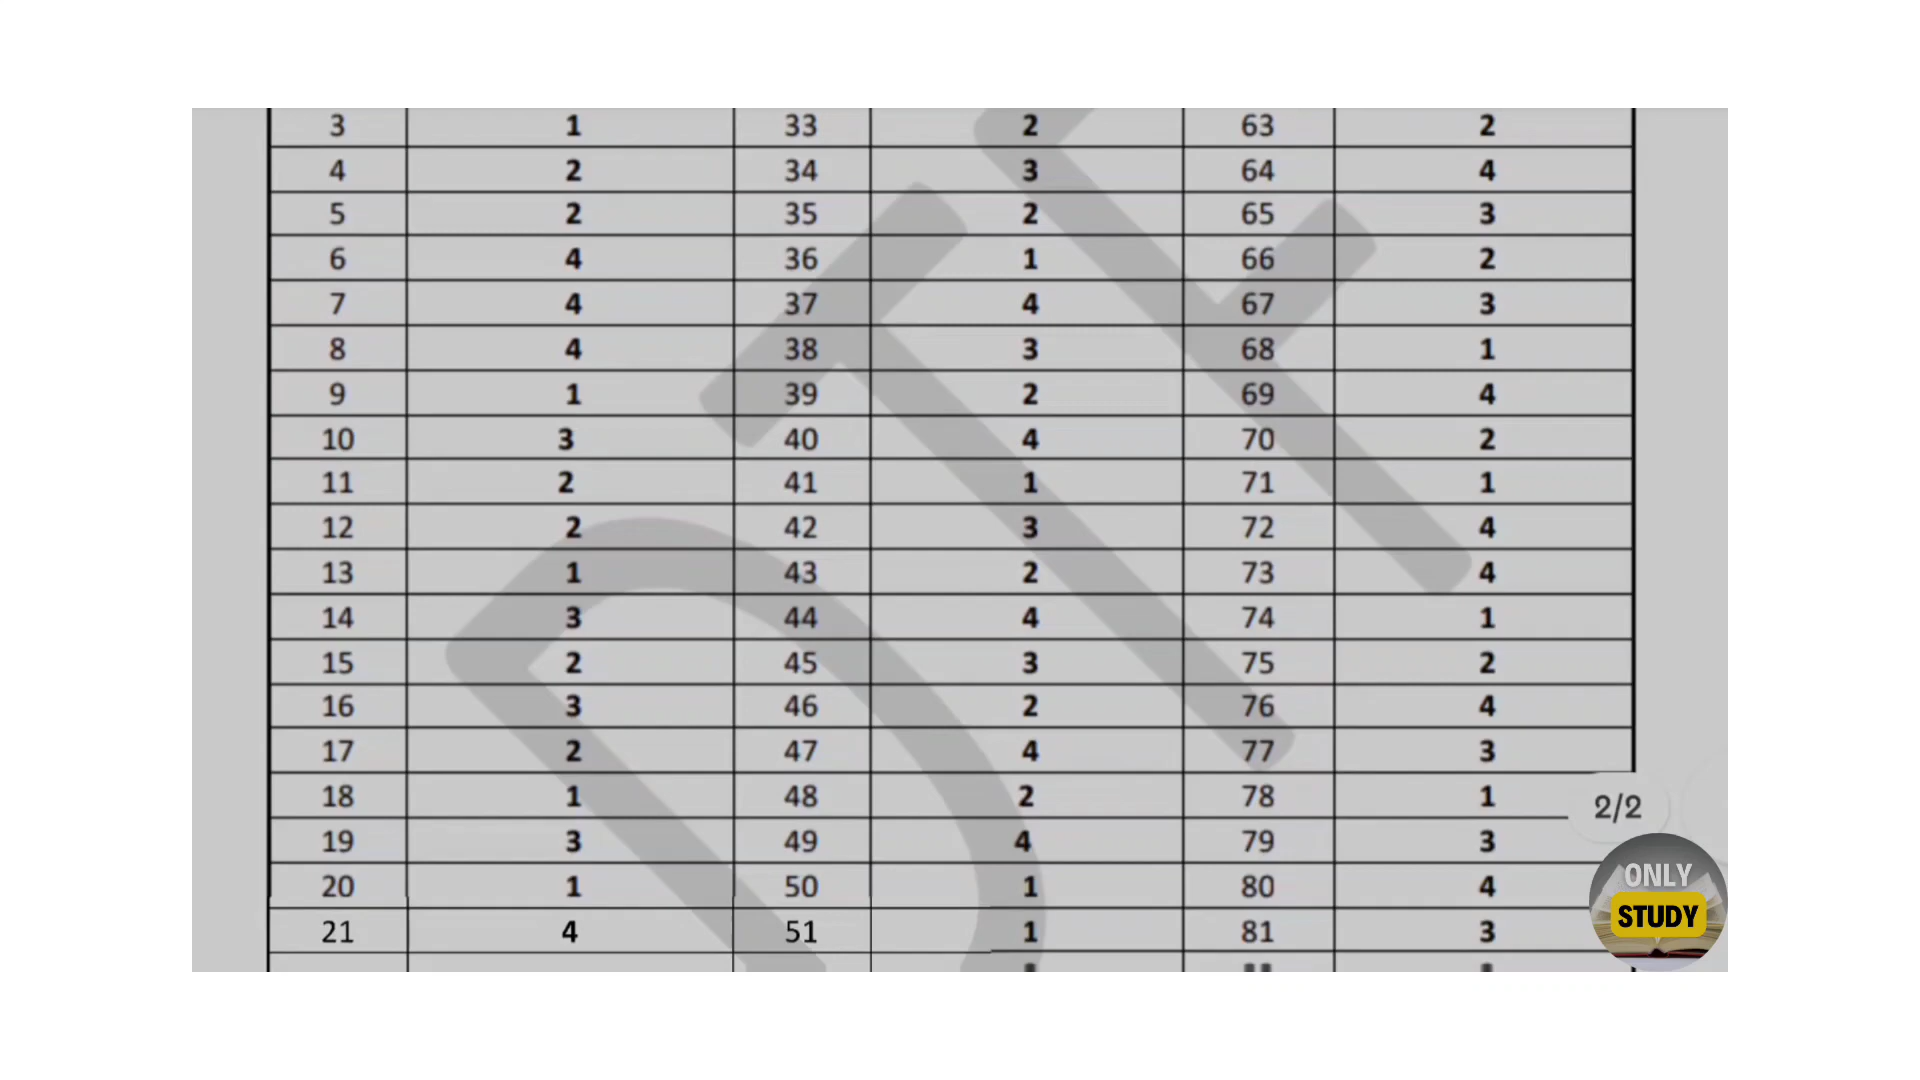 3 1 33 2 63 2
4 2 34 3 64 4
5 2 35 2 65 3
6 4 36 1 66 2
7 4 37 4 67 3
8 4 38 3 68 1
9 1 39 2 69 4
10 3 40 4 70 2
11 2 41 1 71 1
12 2 42 3 72 4
13 1 43 2 73 4
14 3 44 4 74 1
15 2 45 3 75 2
16 3 46 2 76 4
17 2 47 4 77 3
18 1 48 2 78 1
2/2
19 3 49 4 79 3
20 1 50 1 80 4
21 4 51 1 81 3
ONLY
STUDY
DTE